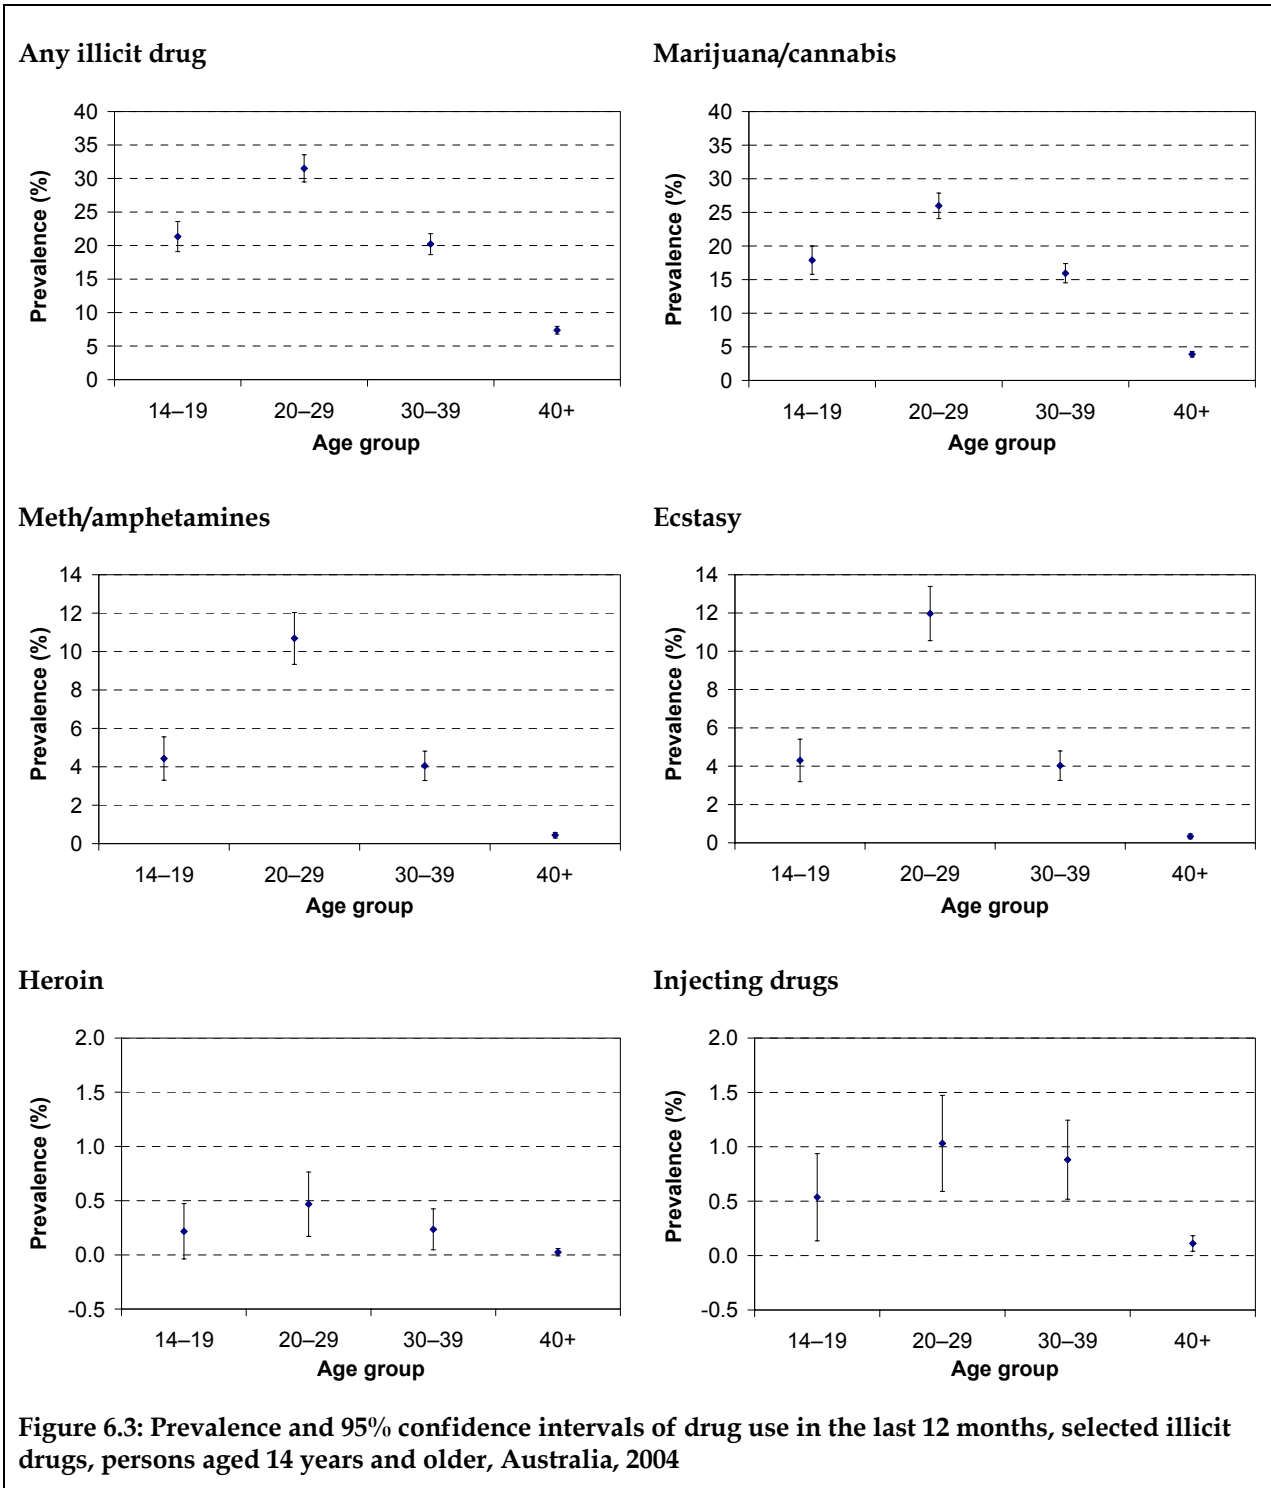 Any illicit drug
40
35
30
25
20
15
10
5
0
Prevalence (%)
14–19 20–29 30–39 40+
Age group
Marijuana/cannabis
40
35
30
25
20
15
10
5
0
Prevalence (%)
14–19 20–29 30–39 40+
Age group
Meth/amphetamines
14
12
10
8
6
4
2
0
Prevalence (%)
14–19 20–29 30–39 40+
Age group
Ecstasy
14
12
10
8
6
4
2
0
Prevalence (%)
14–19 20–29 30–39 40+
Age group
Heroin
2.0
1.5
1.0
0.5
0.0
-0.5
Prevalence (%)
14–19 20–29 30–39 40+
Age group
Injecting drugs
2.0
1.5
1.0
0.5
0.0
-0.5
Prevalence (%)
14–19 20–29 30–39 40+
Age group
Figure 6.3: Prevalence and 95% confidence intervals of drug use in the last 12 months, selected illicit
drugs, persons aged 14 years and older, Australia, 2004